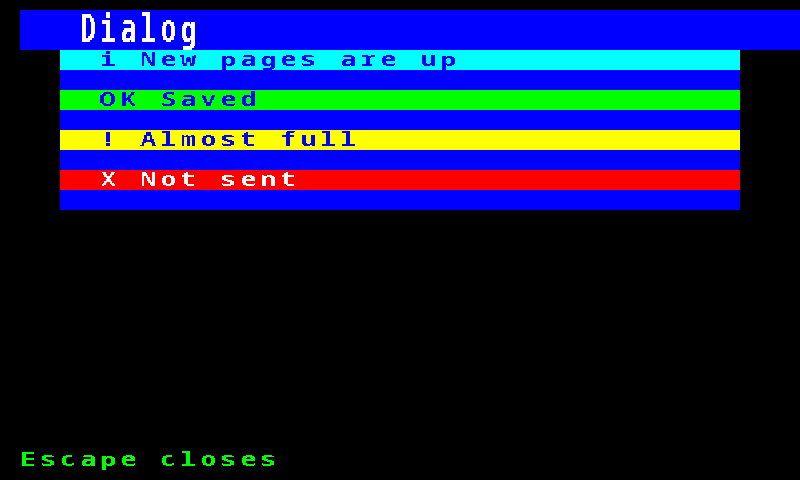 Dialog
i New pages are up
OK Saved
! Almost full
X Not sent
Escape closes